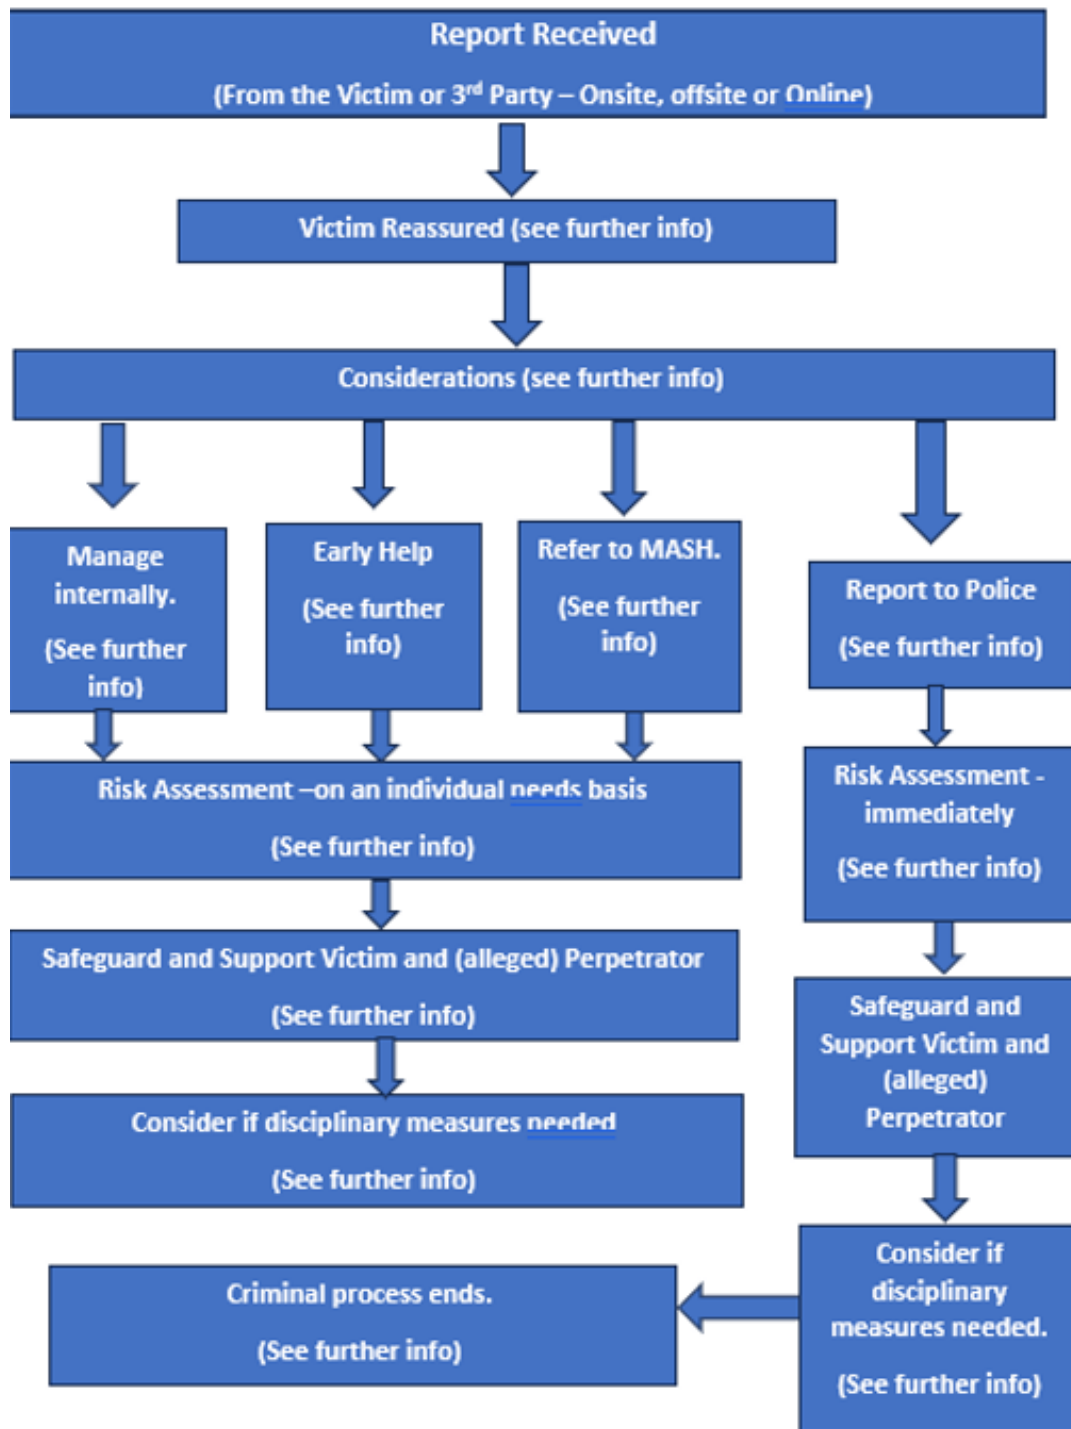 Report Received
(From the Victim or 3rd Party – Onsite, offsite or Online)
Victim Reassured (see further info)
Considerations (see further info)
Manage
internally.
(See further
info)
Early Help
(See further
info)
Refer to MASH.
(See further
info)
Report to Police
(See further info)
Risk Assessment –on an individual needs basis
(See further info)
Risk Assessment -
immediately
(See further info)
Safeguard and Support Victim and (alleged) Perpetrator
(See further info)
Safeguard and
Support Victim and
(alleged)
Perpetrator
Consider if disciplinary measures needed
(See further info)
Consider if
disciplinary
measures needed.
(See further info)
Criminal process ends.
(See further info)